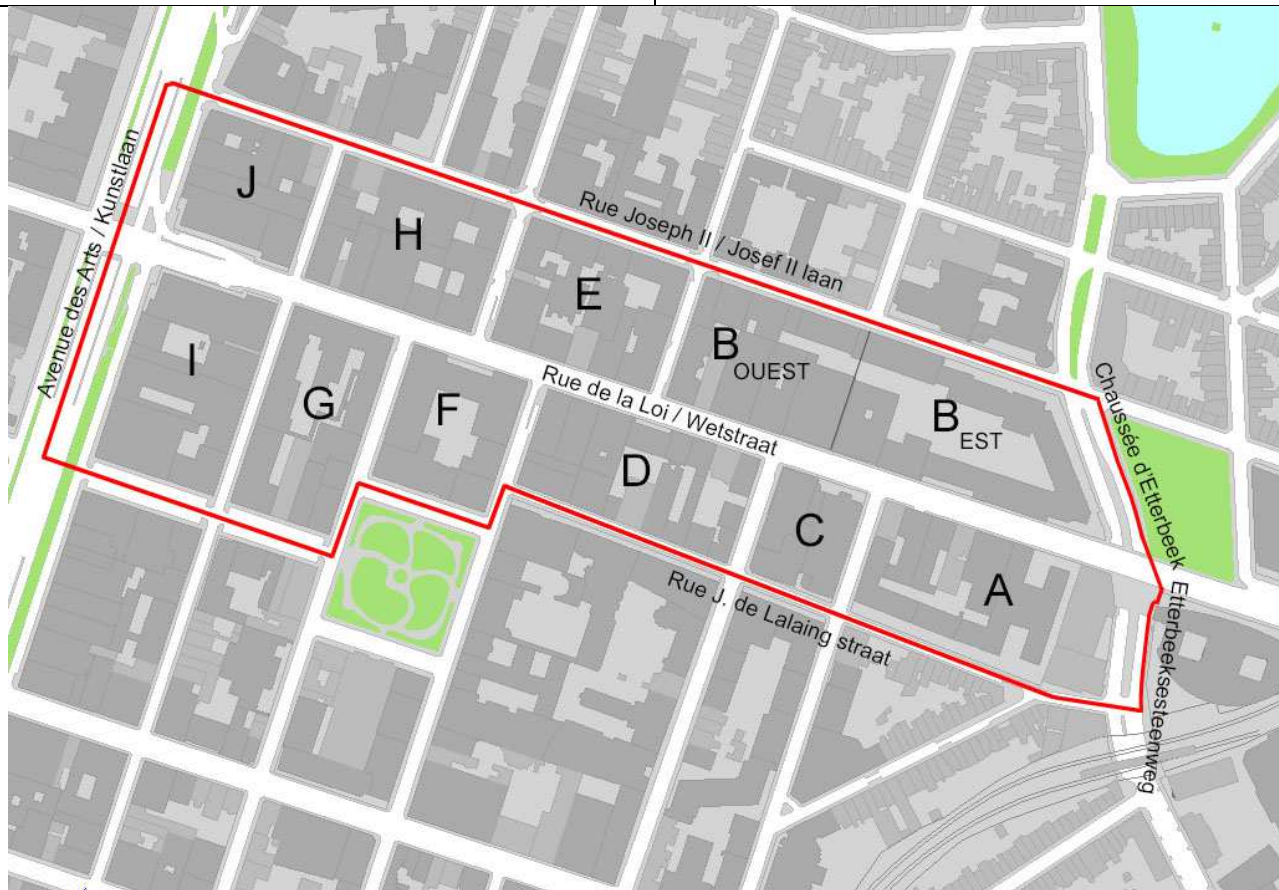 J
H
Avenue des Arts / Kunstlaan
Rue Joseph II / Josef II laan
E
I
G
F
B
OUEST
Rue de la Loi / Wetstraat
B
EST
Chaussée d'Etterbeek Etterbeeksesteenweg
D
C
A
Rue J. de Lalaing straat